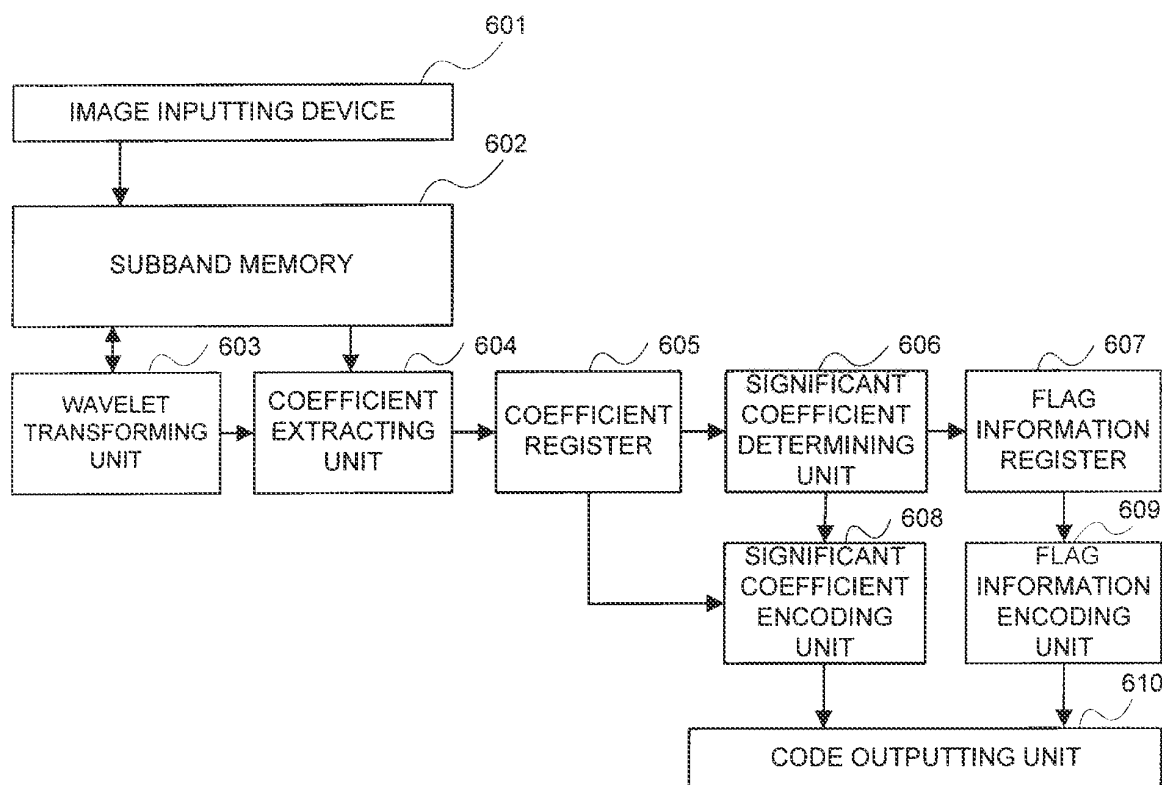 601
IMAGE INPUTTING DEVICE
602
SUBBAND MEMORY
603
WAVELET
TRANSFORMING
UNIT
604
COEFFICIENT
EXTRACTING
UNIT
605
COEFFICIENT
REGISTER
606
SIGNIFICANT
COEFFICIENT
DETERMINING
UNIT
607
FLAG
INFORMATION
REGISTER
608
SIGNIFICANT
COEFFICIENT
ENCODING
UNIT
609
FLAG
INFORMATION
ENCODING
UNIT
610
CODE OUTPUTTING UNIT